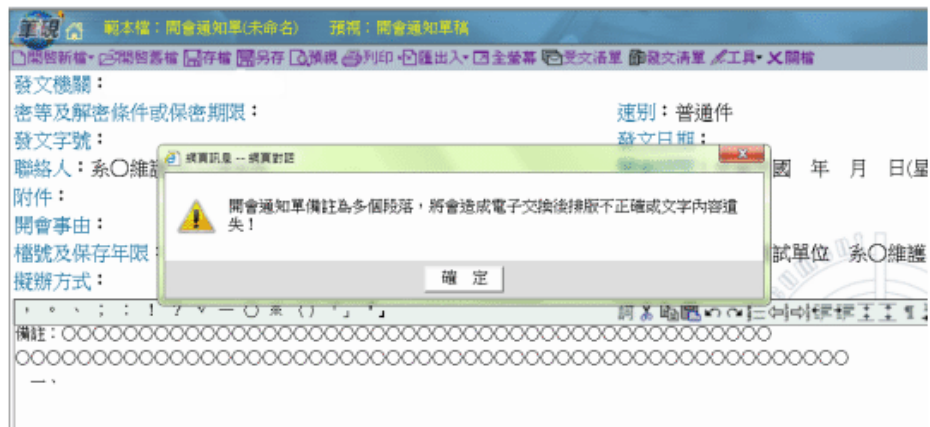 筆硯 範本檔：開會通知單(未命名) 預視：開會通知單稿
開啓新檔 開啓舊檔 存檔 另存 預視 列印 匯出入 全螢幕 受文清單 發文清單 工具 關檔
發文機關：
密等及解密條件或保密期限： 速別：普通件
發文字號： 發文日期：
網頁訊息 -- 網頁對話
聯絡人：系〇維護 國 年 月 日(星
附件：
開會通知單備註為多個段落，將會造成電子交換後排版不正確或文字內容遺
失！
開會事由：
檔號及保存年限： 試單位 系〇維護
擬辦方式：
確 定
， 。 、 ； ： ！ ？ ˇ — 〇 ※ （） 「」 『』 詞
備註：〇〇〇〇〇〇〇〇〇〇〇〇〇〇〇〇〇〇〇〇〇〇〇〇〇〇〇〇〇〇〇〇〇〇〇〇〇〇〇〇〇〇〇〇〇〇
〇〇〇〇〇〇〇〇〇〇〇〇〇〇〇〇〇〇〇〇〇〇〇〇〇〇〇〇〇〇〇〇〇〇〇〇〇〇〇〇〇〇〇〇〇〇〇〇〇〇〇〇〇〇
一、